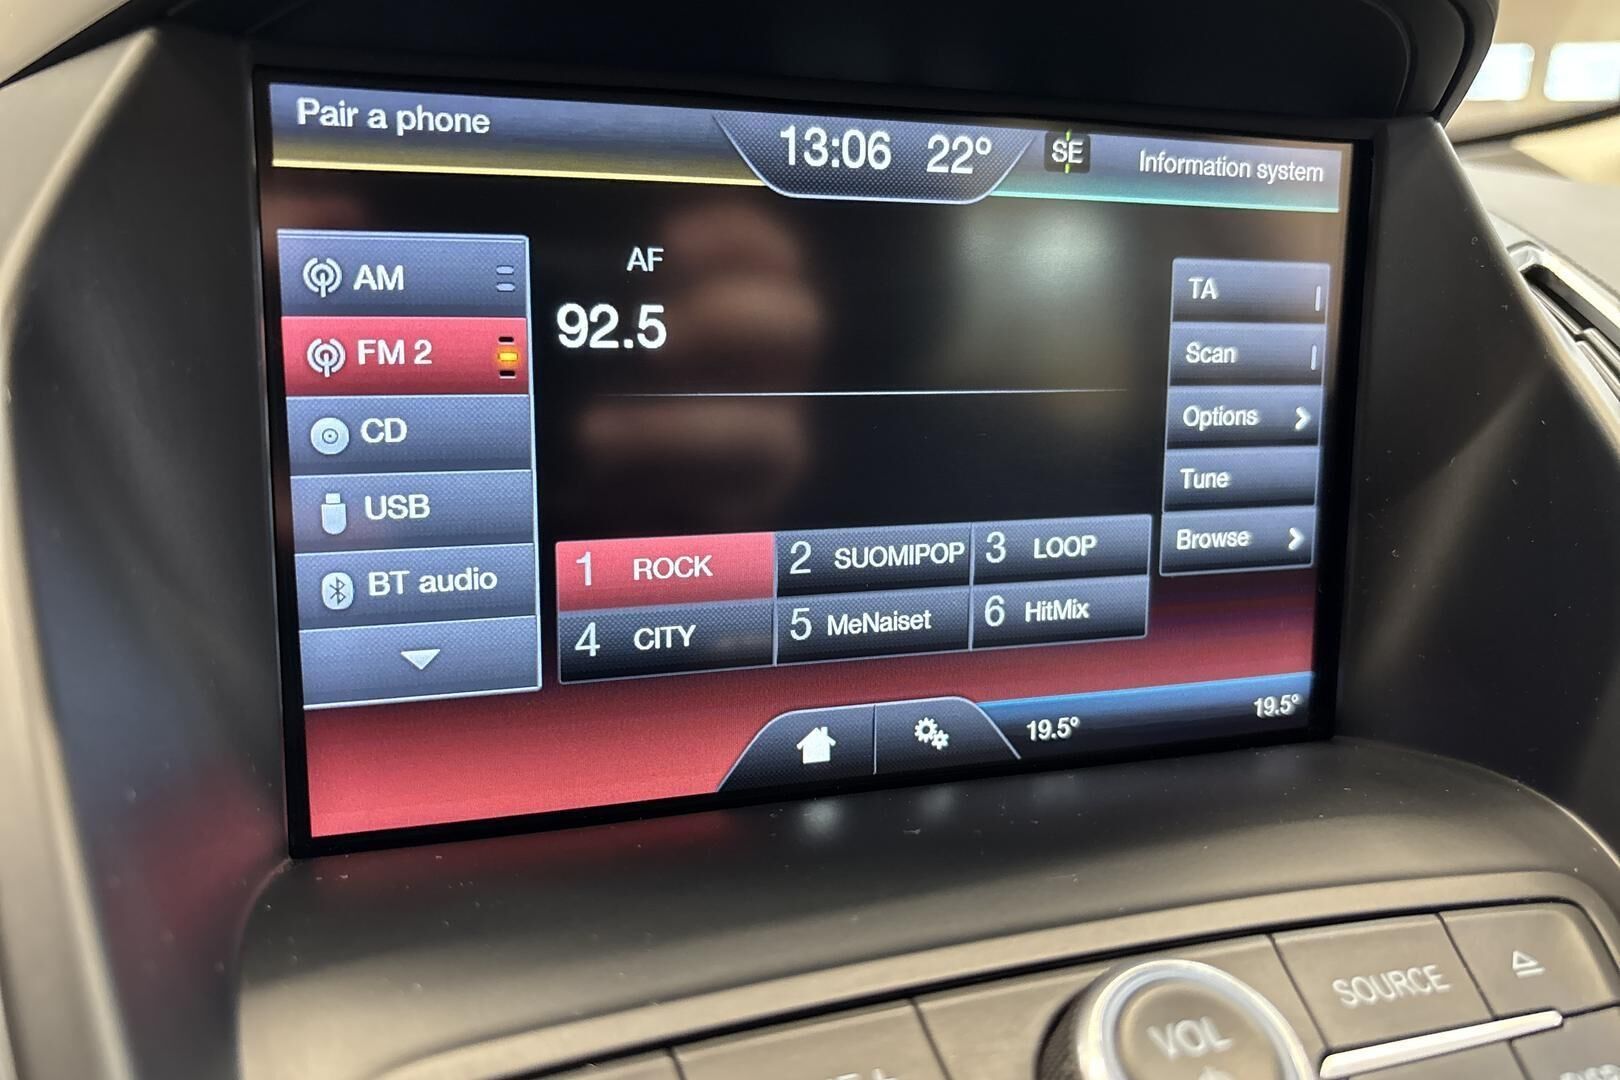 Pair a phone
13:06 22°
SE
Information system
AM
FM 2
CD
USB
BT audio
AF
92.5
TA
Scan
Options
Tune
Browse
1 ROCK
2 SUOMIPOP
3 LOOP
4 CITY
5 MeNaiset
6 HitMix
19.5°
19.5°
SOURCE
VOL